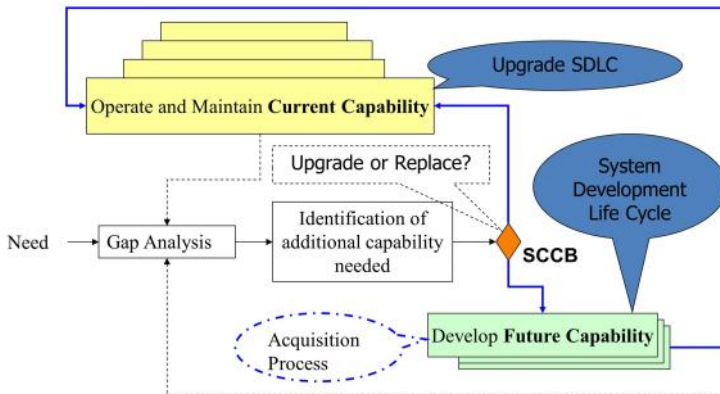 Upgrade SDLC
Operate and Maintain Current Capability
Upgrade or Replace?
System
Development
Life Cycle
Need
Gap Analysis
Identification of
additional capability
needed
SCCB
Acquisition
Process
Develop Future Capability